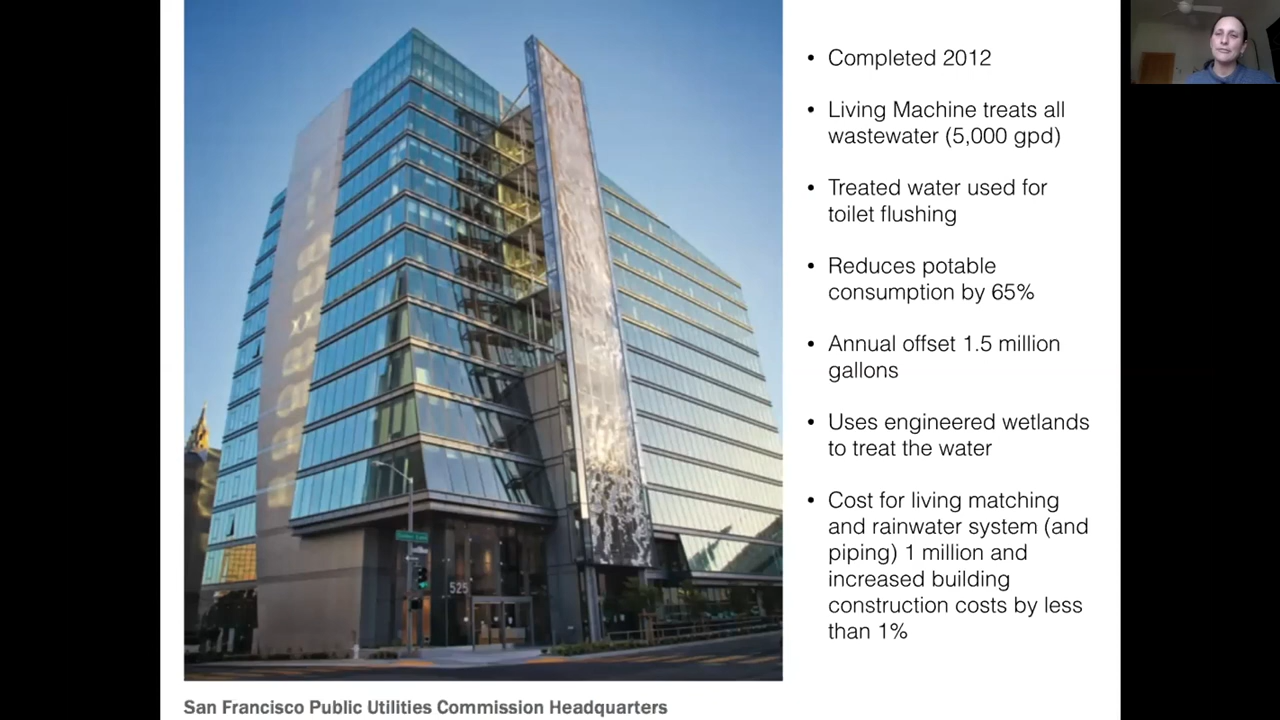 • Completed 2012
• Living Machine treats all
wastewater (5,000 gpd)
• Treated water used for
toilet flushing
• Reduces potable
consumption by 65%
• Annual offset 1.5 million
gallons
• Uses engineered wetlands
to treat the water
• Cost for living matching
and rainwater system (and
piping) 1 million and
increased building
construction costs by less
than 1%
525
San Francisco Public Utilities Commission Headquarters